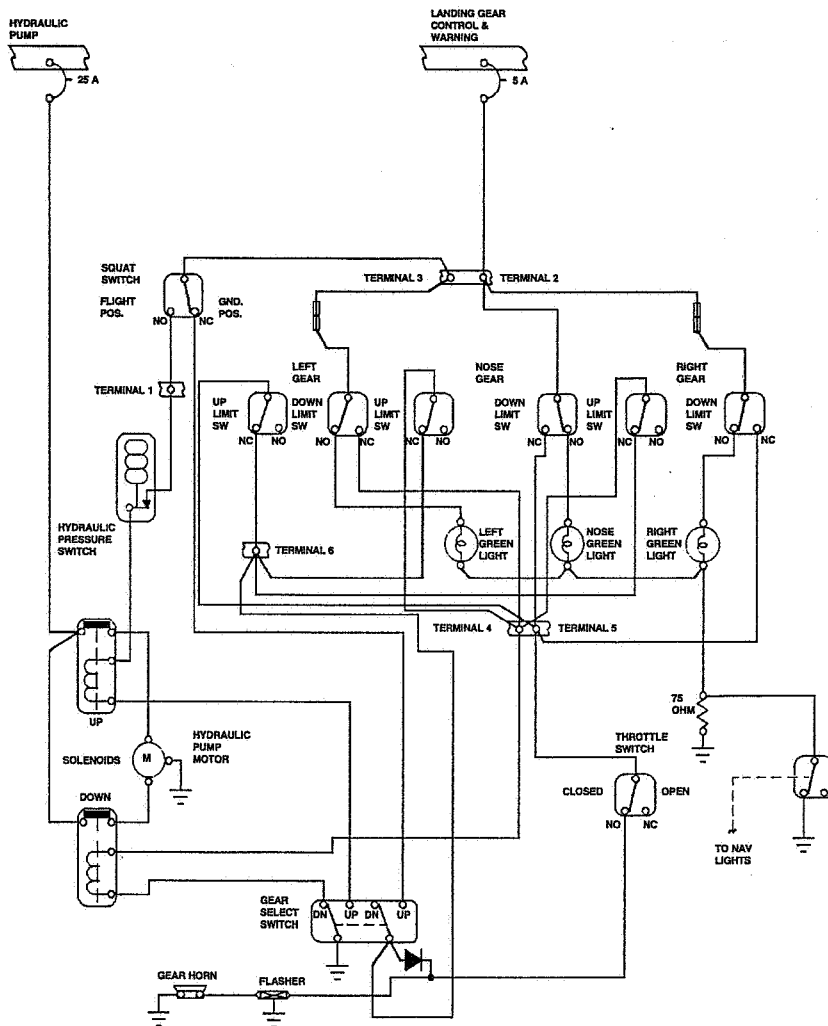 HYDRAULIC
PUMP
25 A
LANDING GEAR
CONTROL &
WARNING
5 A
SQUAT
SWITCH
FLIGHT
POS.
GND.
POS.
NO
NC
TERMINAL 3
TERMINAL 2
TERMINAL 1
LEFT
GEAR
NOSE
GEAR
RIGHT
GEAR
UP
LIMIT
SW
NC
NO
DOWN
LIMIT
SW
NO
NC
UP
LIMIT
SW
NC
NO
DOWN
LIMIT
SW
NC
NO
UP
LIMIT
SW
NC
NO
DOWN
LIMIT
SW
NO
NC
HYDRAULIC
PRESSURE
SWITCH
TERMINAL 6
LEFT
GREEN
LIGHT
NOSE
GREEN
LIGHT
RIGHT
GREEN
LIGHT
TERMINAL 4
TERMINAL 5
UP
SOLENOIDS
M
HYDRAULIC
PUMP
MOTOR
DOWN
75
OHM
THROTTLE
SWITCH
CLOSED
OPEN
NO
NC
TO NAV
LIGHTS
GEAR
SELECT
SWITCH
DN
UP
DN
UP
GEAR HORN
FLASHER